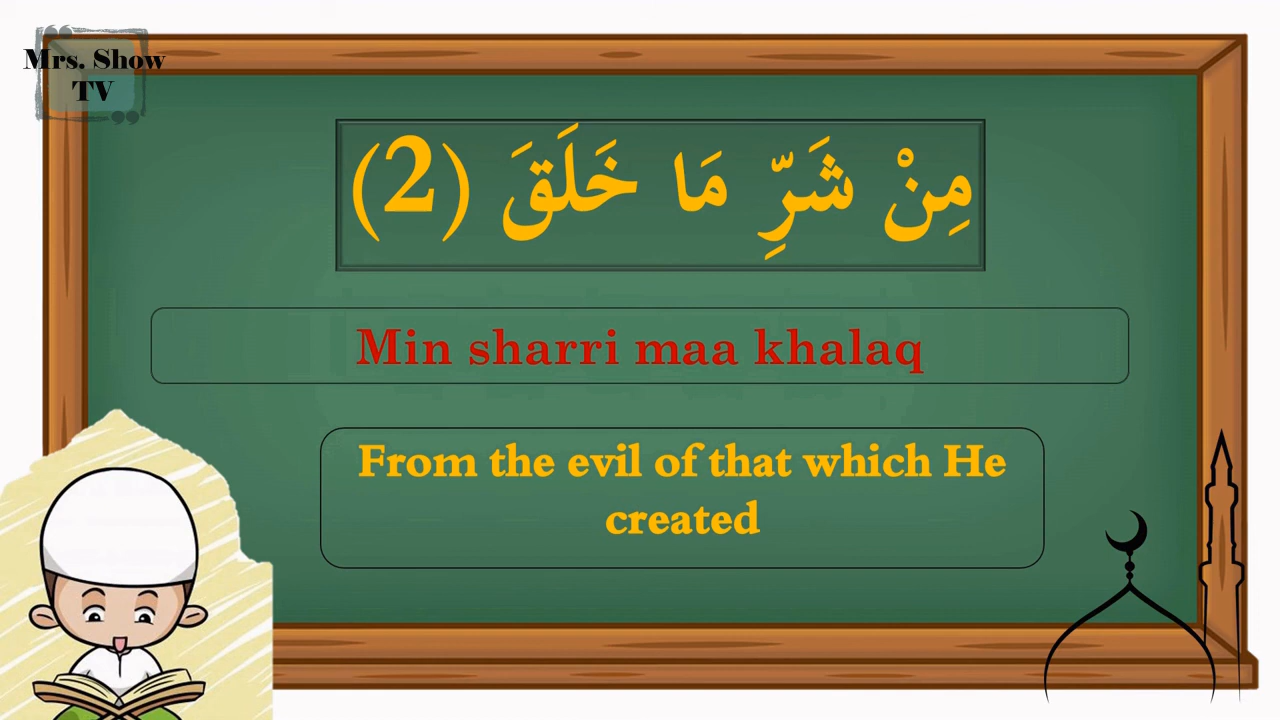 Mrs. Show
TV
مِنْ شَرِّ مَا خَلَقَ (2)
Min sharri maa khalaq
From the evil of that which He
created